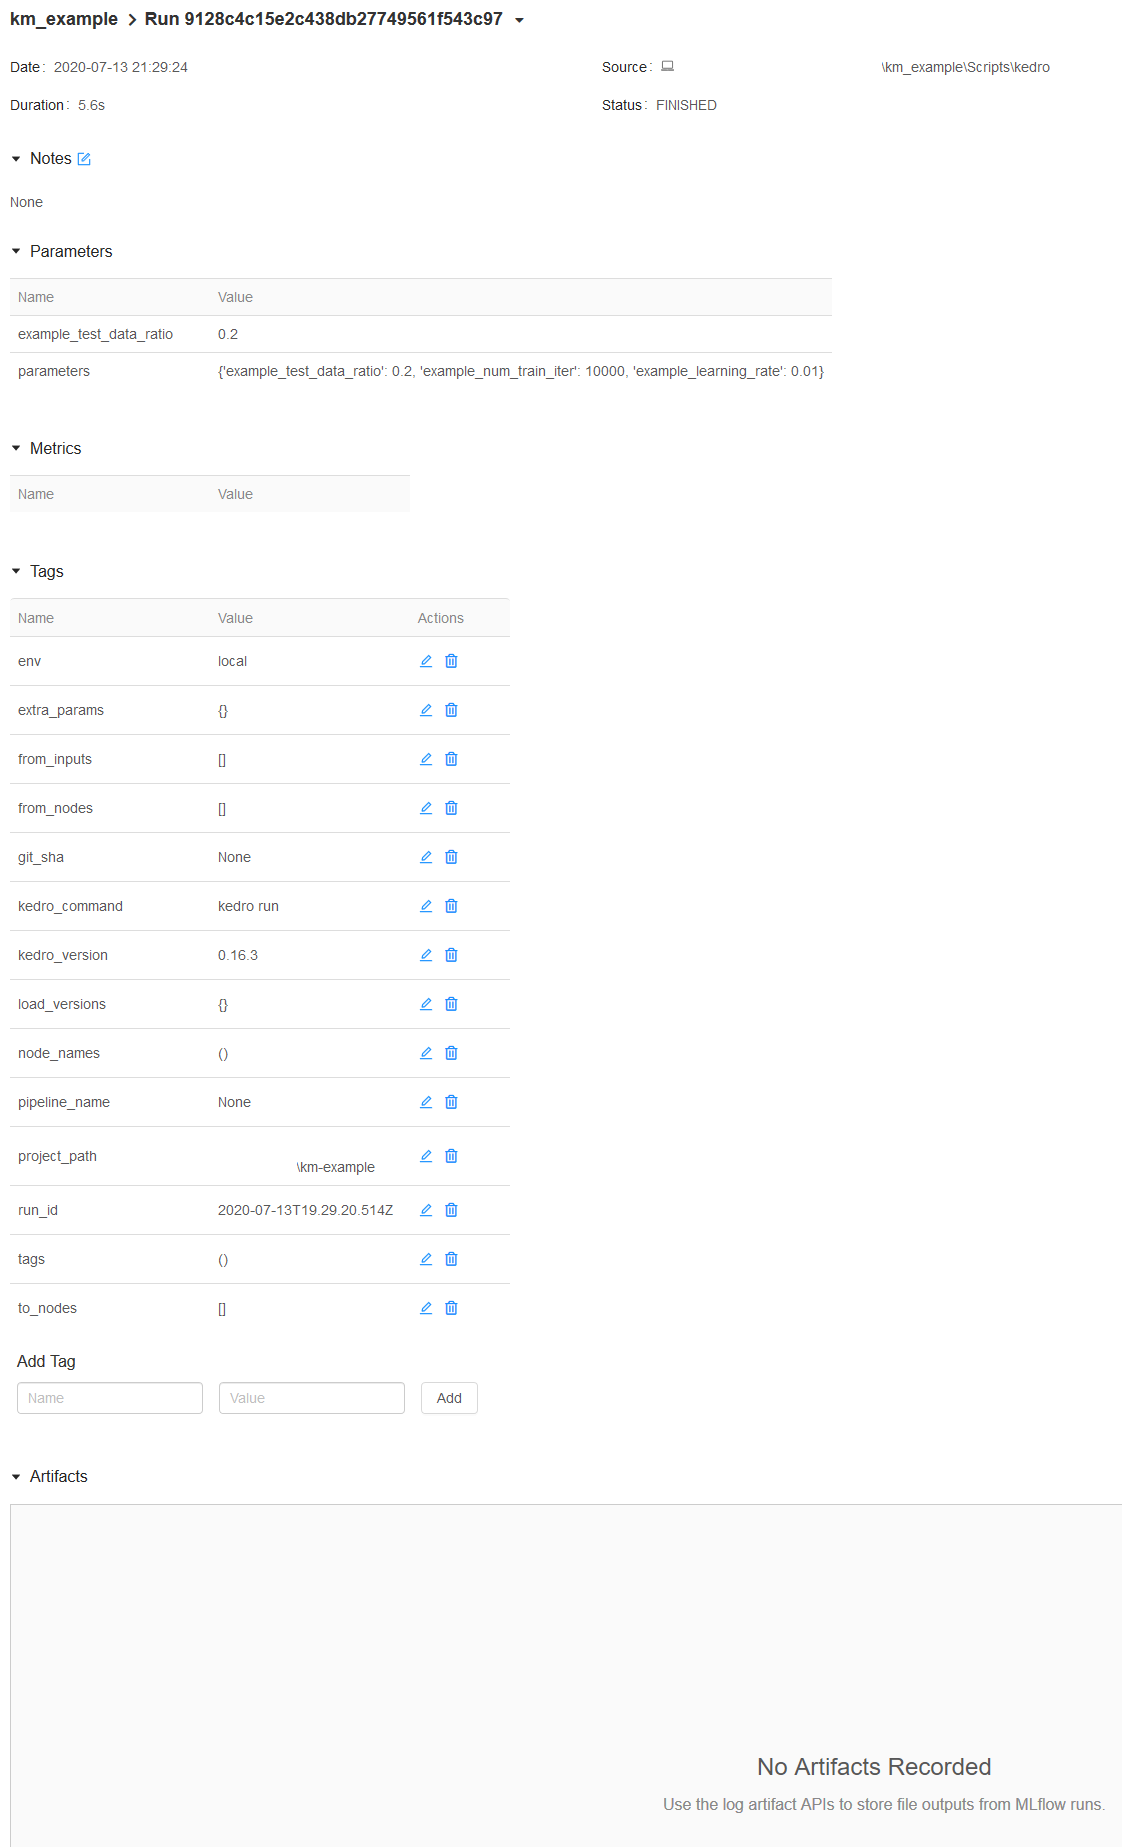 km_example > Run 9128c4c15e2c438db27749561f543c97
Date: 2020-07-13 21:29:24
Source: \km_example\Scripts\kedro
Duration: 5.6s
Status: FINISHED
Notes
None
Parameters
Name Value
example_test_data_ratio 0.2
parameters {'example_test_data_ratio': 0.2, 'example_num_train_iter': 10000, 'example_learning_rate': 0.01}
Metrics
Name Value
Tags
Name Value Actions
env local
extra_params {}
from_inputs []
from_nodes []
git_sha None
kedro_command kedro run
kedro_version 0.16.3
load_versions {}
node_names ()
pipeline_name None
project_path \km-example
run_id 2020-07-13T19.29.20.514Z
tags ()
to_nodes []
Add Tag
Name Value Add
Artifacts
No Artifacts Recorded
Use the log artifact APIs to store file outputs from MLflow runs.